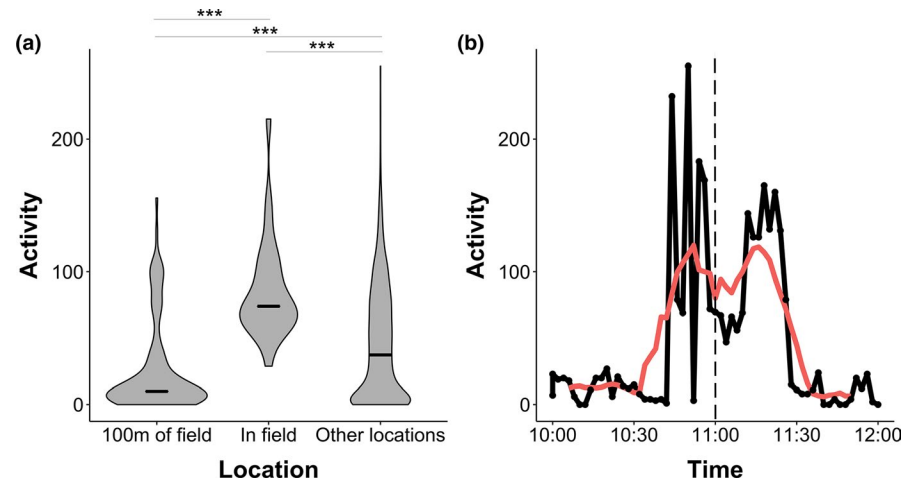 (a)
***
***
***
Activity
200
100
0
100m of field In field Other locations
Location
(b)
Activity
200
100
0
10:00 10:30 11:00 11:30 12:00
Time